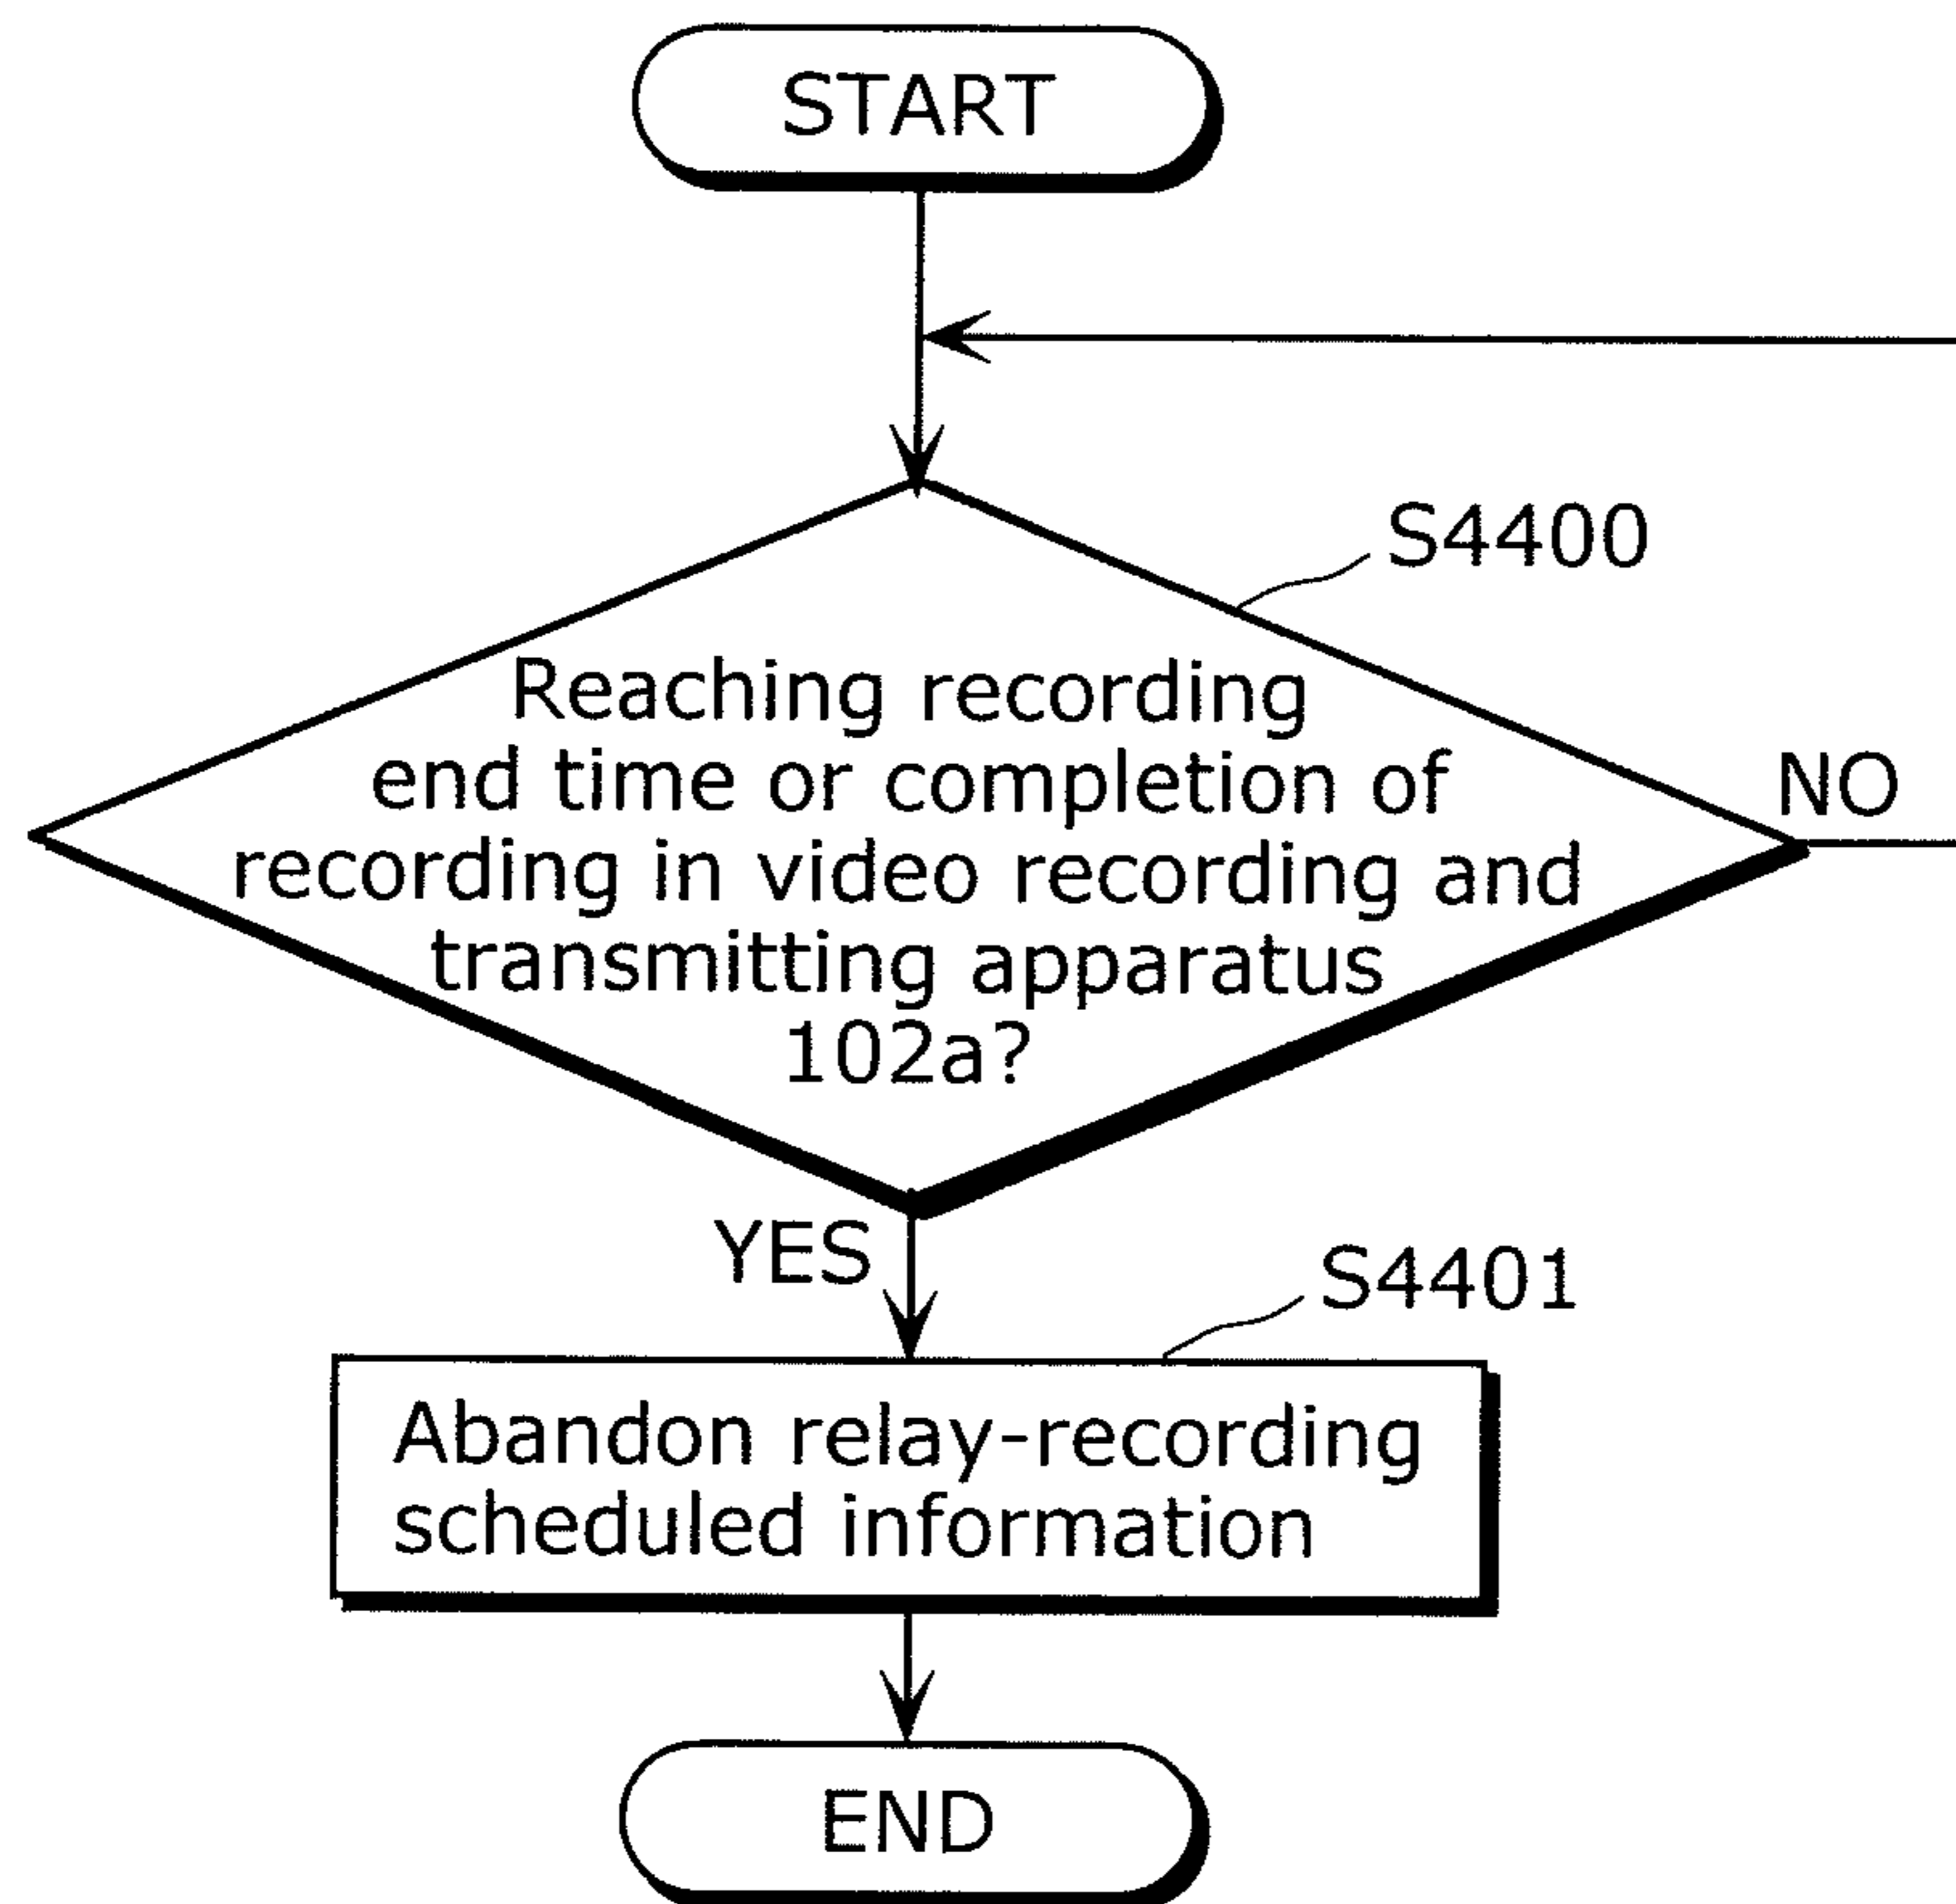 START
S4400
Reaching recording
end time or completion of
recording in video recording and
transmitting apparatus
102a?
NO
YES
S4401
Abandon relay-recording
scheduled information
END